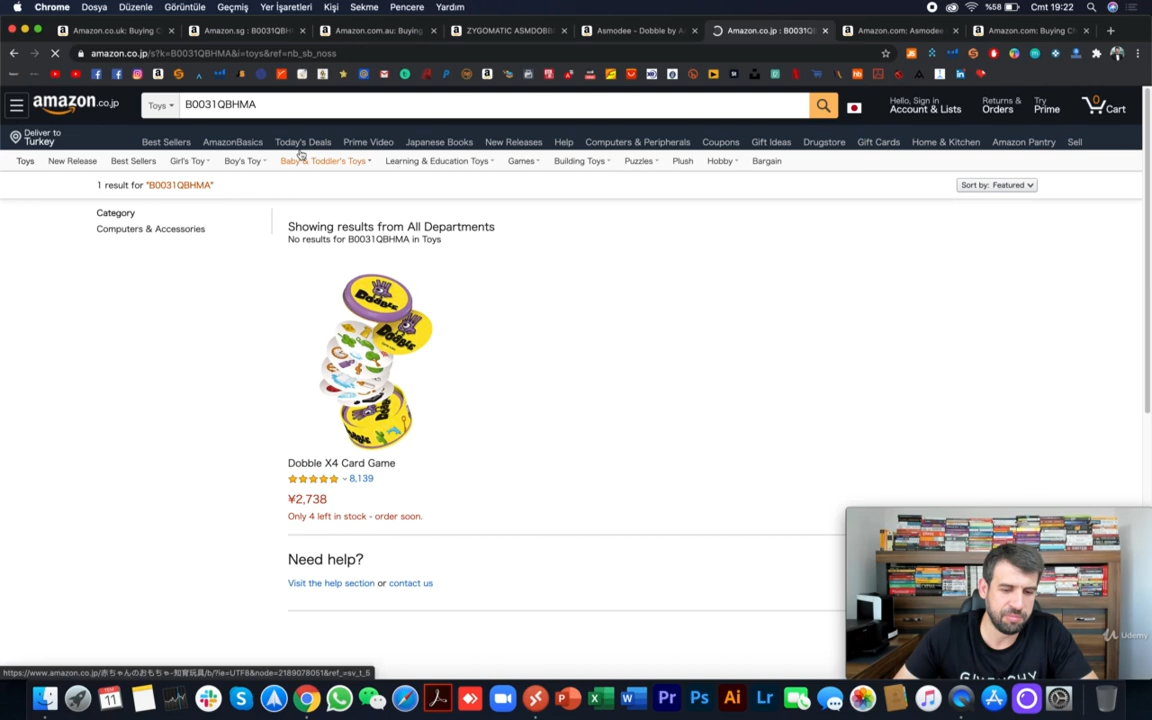 Chrome Dosya Düzenle Görüntüle Geçmiş Yer İşaretleri Kişi Sekme Pencere Yardım %58 Cmt 19:22
Amazon.co.uk: Buying C × Amazon.sg : B0031QBH × Amazon.com.au: Buying × ZYGOMATIC ASMDOBB × Asmodee - Dobble by A × Amazon.co.jp : B0031Q × Amazon.com: Asmodee × Amazon.com: Buying C × +
amazon.co.jp/s?k=B0031QBHMA&i=toys&ref=nb_sb_noss
amazon.co.jp Toys B0031QBHMA
Hello, Sign in
Account & Lists
Returns &
Orders
Try
Prime
0
Cart
Deliver to
Turkey
Best Sellers AmazonBasics Today's Deals Prime Video Japanese Books New Releases Help Computers & Peripherals Coupons Gift Ideas Drugstore Gift Cards Home & Kitchen Amazon Pantry Sell
Toys New Release Best Sellers Girl's Toy Boy's Toy Baby & Toddler's Toys Learning & Education Toys Games Building Toys Puzzles Plush Hobby Bargain
1 result for "B0031QBHMA"
Sort by: Featured
Category
Computers & Accessories
Showing results from All Departments
No results for B0031QBHMA in Toys
DOBBLE
DOBBLE
Dobble X4 Card Game
8,139
¥2,738
Only 4 left in stock - order soon.
Need help?
Visit the help section or contact us
Udemy
GIVENCHY
https://www.amazon.co.jp/赤ちゃんのおもちゃ-知育玩具/b/?ie=UTF8&node=2189078051&ref_=sv_t_5
Pr Ps Ai Lr